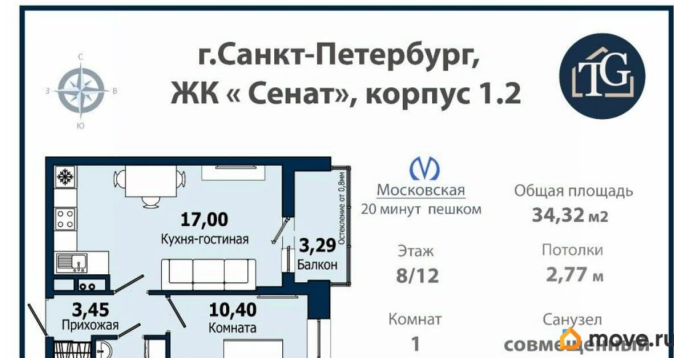 г.Санкт-Петербург,
ЖК « Сенат», корпус 1.2
TG
С
З
В
Ю
17,00
Кухня-гостиная
3,29
Балкон
Остекление от 0,8мм
3,45
Прихожая
10,40
Комната
Московская
20 минут пешком
Общая площадь
34,32 м2
Этаж
8/12
Потолки
2,77 м
Комнат
1
Санузел
совмещенный
move.ru